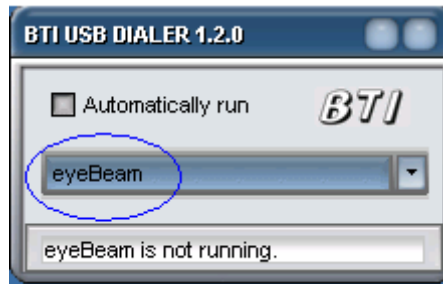 BTI USB DIALER 1.2.0
Automatically run
BTI
eyeBeam
eyeBeam is not running.